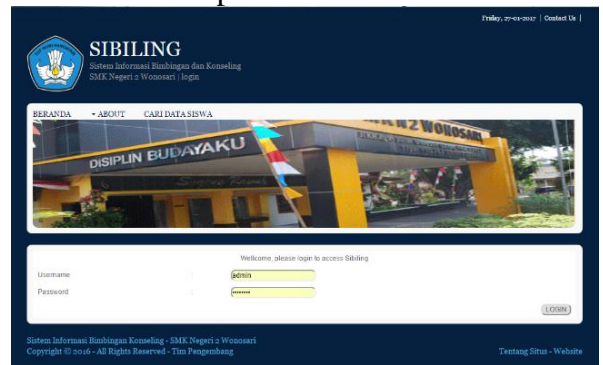 Friday, 27-01-2017 | Contact Us |
SIBILING
Sistem Informasi Bimbingan dan Konseling
SMK Negeri 2 Wonosari | login
BERANDA ABOUT CARI DATA SISWA
K N 2 WONOSARI
DISIPLIN BUDAYAKU
Wellcome, please login to access Sibiling
Username : admin
Password : ••••••••
LOGIN
Sistem Informasi Bimbingan Konseling - SMK Negeri 2 Wonosari
Copyright © 2016 - All Rights Reserved - Tim Pengembang
Tentang Situs - Website